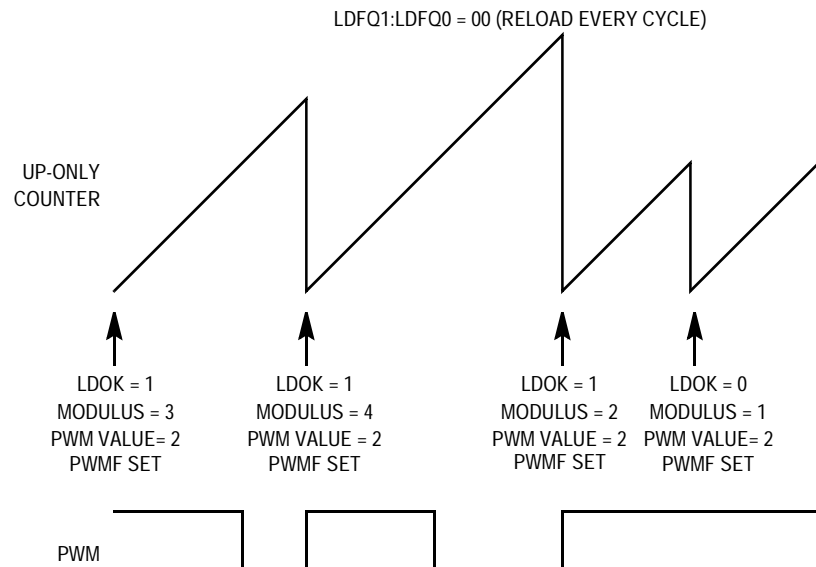 LDFQ1:LDFQ0 = 00 (RELOAD EVERY CYCLE)
UP-ONLY
COUNTER
LDOK = 1
MODULUS = 3
PWM VALUE= 2
PWMF SET
LDOK = 1
MODULUS = 4
PWM VALUE = 2
PWMF SET
LDOK = 1
MODULUS = 2
PWM VALUE = 2
PWMF SET
LDOK = 0
MODULUS = 1
PWM VALUE= 2
PWMF SET
PWM